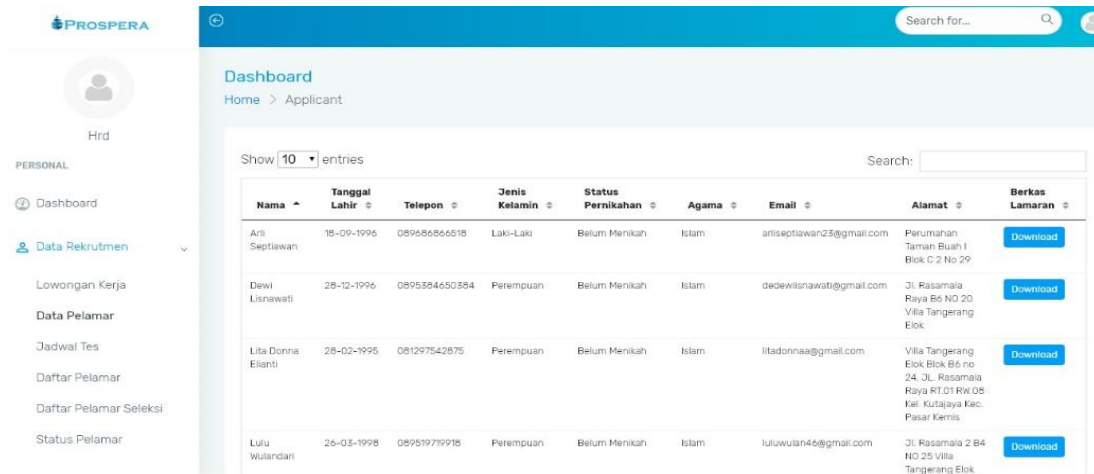 PROSPERA
Search for...
Hrd
PERSONAL
Dashboard
Data Rekrutmen
Lowongan Kerja
Data Pelamar
Jadwal Tes
Daftar Pelamar
Daftar Pelamar Seleksi
Status Pelamar
Dashboard
Home > Applicant
Show 10 entries
Search:
Nama Tanggal Lahir Telepon Jenis Kelamin Status Pernikahan Agama Email Alamat Berkas Lamaran
Arli Septiawan 18-09-1996 089686866518 Laki-Laki Belum Menikah Islam arliseptiawan23@gmail.com Perumahan Taman Buah I Blok C 2 No 29 Download
Dewi Lisnawati 28-12-1996 0895384650384 Perempuan Belum Menikah Islam dedewilisnawati@gmail.com Jl. Rasamala Raya B6 NO 20 Villa Tangerang Elok Download
Lita Donna Elianti 28-02-1995 081297542875 Perempuan Belum Menikah Islam litadonnaa@gmail.com Villa Tangerang Elok Blok B6 no 24, JL. Rasamala Raya RT.01 RW.08 Kel. Kutajaya Kec. Pasar Kemis Download
Lulu Wulandari 26-03-1998 089519719918 Perempuan Belum Menikah Islam luluwulan46@gmail.com Jl. Rasamala 2 B4 NO 25 Villa Tangerang Elok Download